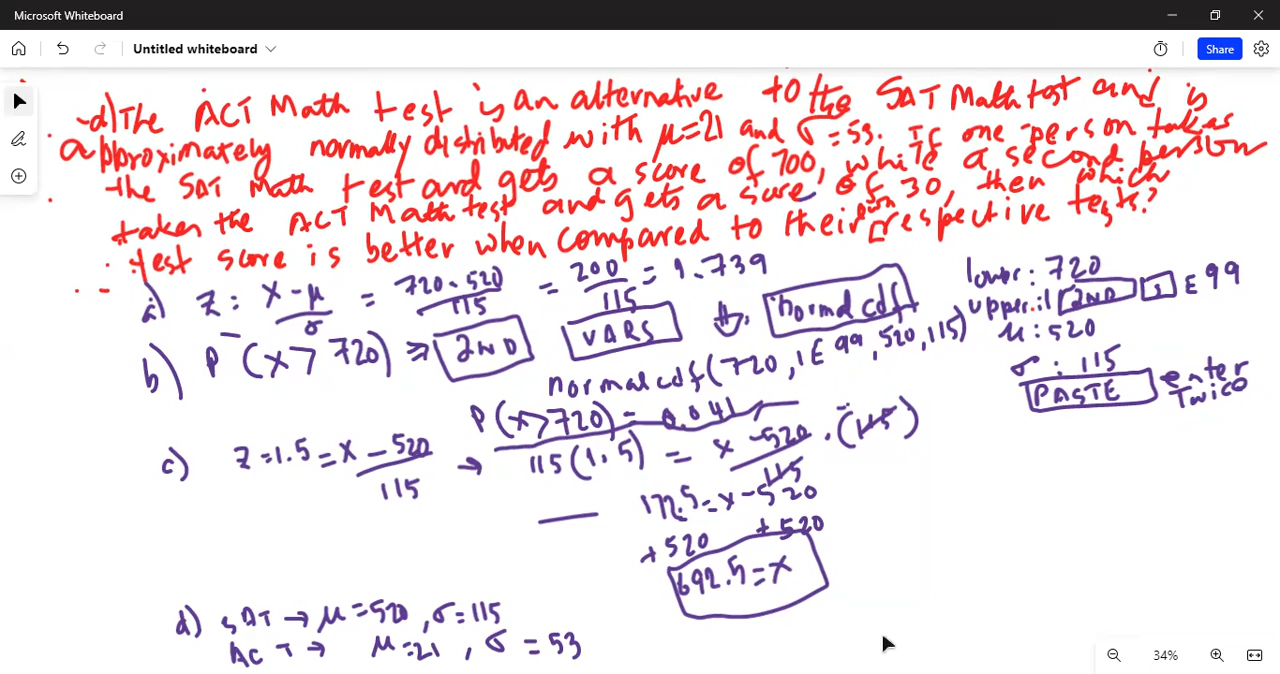 Microsoft Whiteboard
Untitled whiteboard
Share
d) The ACT Math test is an alternative to the SAT Math test and is
approximately normally distributed with μ=21 and σ=53. If one person takes
the SAT Math test and gets a score of 700, while a second person
takes the ACT Math test and gets a score of 30, then which
test score is better when compared to their respective tests?
a) Z = x-μ/σ = 720-520/115 = 200/115 = 1.739
b) P(x>720) ⇒ 2ND VARS ⇓ normalcdf
lower: 720
upper: 1 2ND , E99
μ: 520
σ: 115
PASTE enter Twice
normalcdf(720, 1E99, 520, 115)
P(x>720) = 0.041
c) Z=1.5 = x-520/115 → 115(1.5) = x-520/115 · (115)
172.5 = x-520
+520 +520
692.5 = x
d) SAT → μ=520, σ=115
ACT → μ=21, σ=53
34%